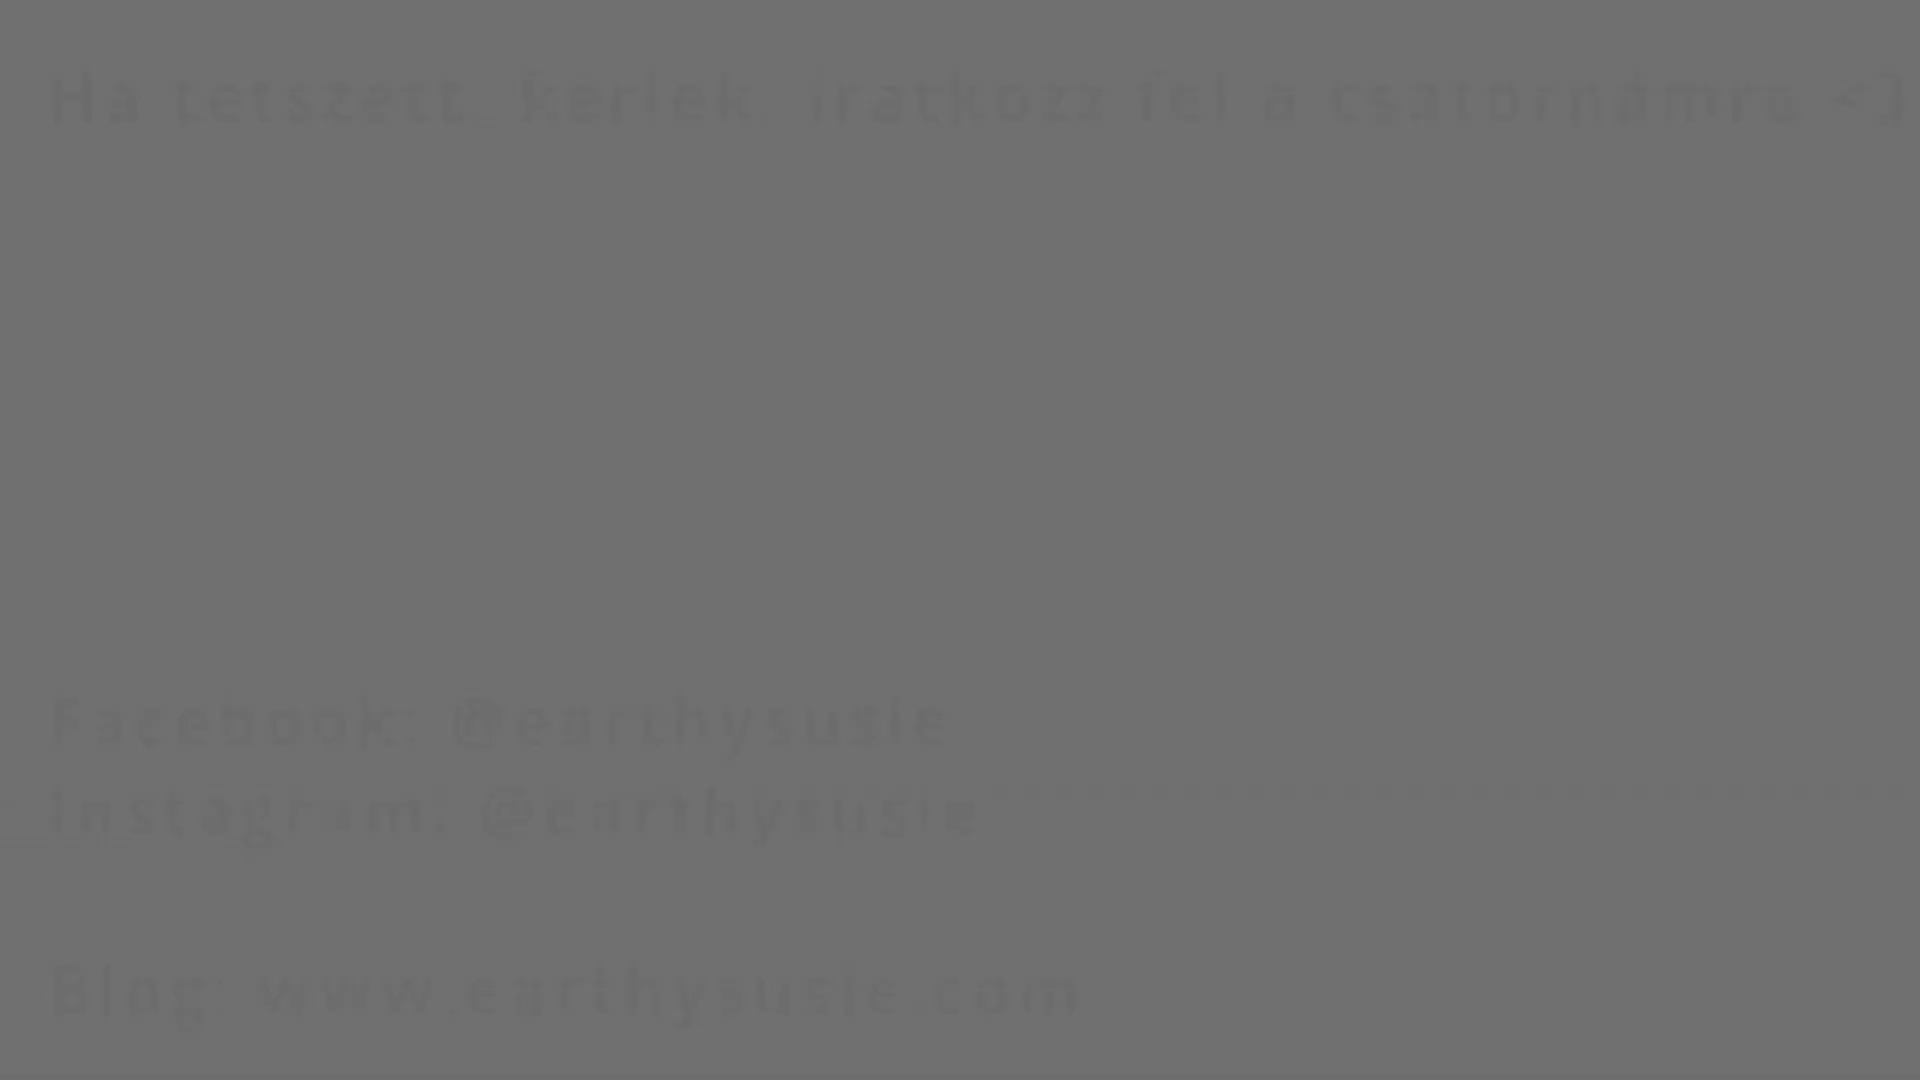 Ha tetszett, kérlek, iratkozz fel a csatornámra <3
Facebook: @earthysusie
Instagram: @earthysusie
Blog: www.earthysusie.com